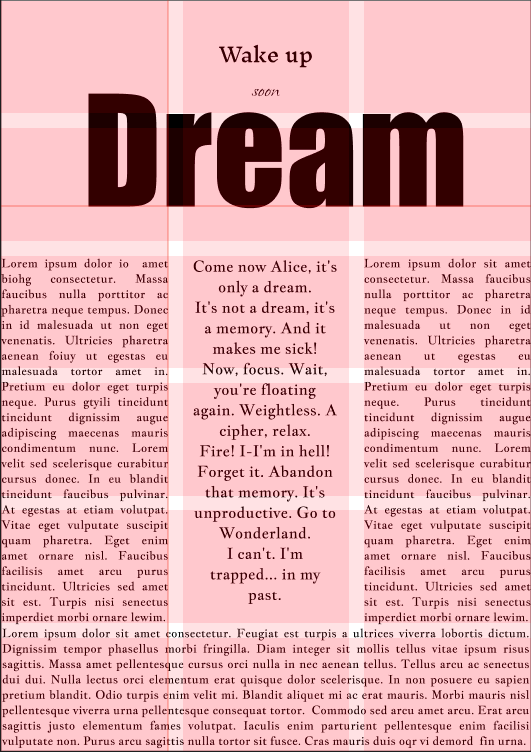 Wake up
soon
Dream
Lorem ipsum dolor io amet
biohg consectetur. Massa
faucibus nulla porttitor ac
pharetra neque tempus. Donec
in id malesuada ut non eget
venenatis. Ultricies pharetra
aenean foiuy ut egestas eu
malesuada tortor amet in.
Pretium eu dolor eget turpis
neque. Purus gtyili tincidunt
tincidunt dignissim augue
adipiscing maecenas mauris
condimentum nunc. Lorem
velit sed scelerisque curabitur
cursus donec. In eu blandit
tincidunt faucibus pulvinar.
At egestas at etiam volutpat.
Vitae eget vulputate suscipit
quam pharetra. Eget enim
amet ornare nisl. Faucibus
facilisis amet arcu purus
tincidunt. Ultricies sed amet
sit est. Turpis nisi senectus
imperdiet morbi ornare lewim.
Come now Alice, it's
only a dream.
It's not a dream, it's
a memory. And it
makes me sick!
Now, focus. Wait,
you're floating
again. Weightless. A
cipher, relax.
Fire! I-I'm in hell!
Forget it. Abandon
that memory. It's
unproductive. Go to
Wonderland.
I can't. I'm
trapped... in my
past.
Lorem ipsum dolor sit amet
consectetur. Massa faucibus
nulla porttitor ac pharetra
neque tempus. Donec in id
malesuada ut non eget
venenatis. Ultricies pharetra
aenean ut egestas eu
malesuada tortor amet in.
Pretium eu dolor eget turpis
neque. Purus tincidunt
tincidunt dignissim augue
adipiscing maecenas mauris
condimentum nunc. Lorem
velit sed scelerisque curabitur
cursus donec. In eu blandit
tincidunt faucibus pulvinar.
At egestas at etiam volutpat.
Vitae eget vulputate suscipit
quam pharetra. Eget enim
amet ornare nisl. Faucibus
facilisis amet arcu purus
tincidunt. Ultricies sed amet
sit est. Turpis nisi senectus
imperdiet morbi ornare lewim.
Lorem ipsum dolor sit amet consectetur. Feugiat est turpis a ultrices viverra lobortis dictum.
Dignissim tempor phasellus morbi fringilla. Diam integer sit mollis tellus vitae ipsum risus
sagittis. Massa amet pellentesque cursus orci nulla in nec aenean tellus. Tellus arcu ac senectus
dui dui. Nulla lectus orci elementum erat quisque dolor scelerisque. In non posuere eu sapien
pretium blandit. Odio turpis enim velit mi. Blandit aliquet mi ac erat mauris. Morbi mauris nisl
pellentesque viverra urna pellentesque consequat tortor. Commodo sed arcu amet arcu. Erat
sagittis justo elementum fames volutpat. Iaculis enim parturient pellentesque enim facilisi
vulputate non. Purus arcu sagittis nulla tortor sit fusce. Cras mauris duis oqr vi demord fin urna.